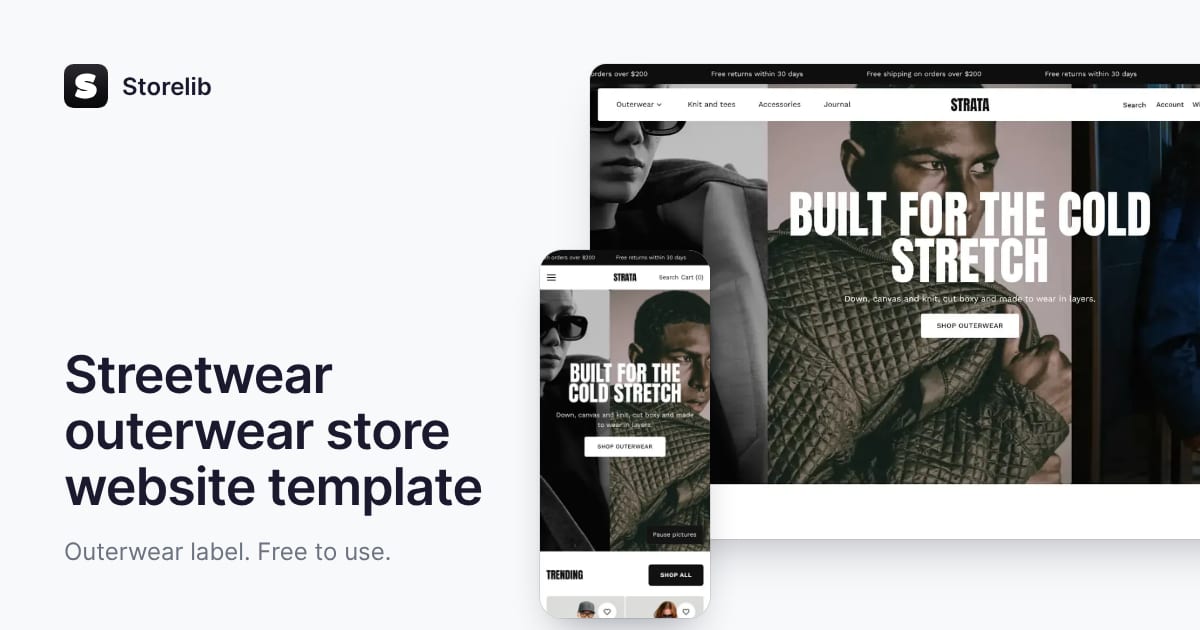 Storelib
Streetwear
outerwear store
website template
Outerwear label. Free to use.
orders over $200 Free returns within 30 days Free shipping on orders over $200 Free returns within 30 days
Outerwear Knit and tees Accessories Journal STRATA Search Account
BUILT FOR THE COLD
STRETCH
Down, canvas and knit, cut boxy and made to wear in layers.
SHOP OUTERWEAR
orders over $200 Free returns within 30 days
STRATA Search Cart (0)
BUILT FOR THE
COLD STRETCH
Down, canvas and knit, cut boxy and made
to wear in layers.
SHOP OUTERWEAR
Pause pictures
TRENDING SHOP ALL